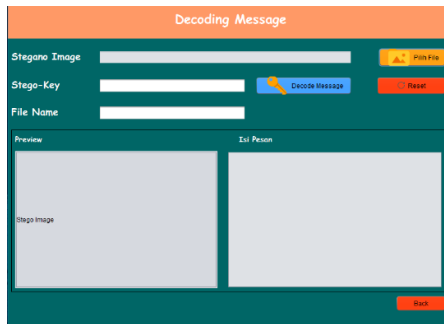 Decoding Message
Stegano Image
Pilih File
Stego-Key
Decode Message
Reset
File Name
Preview
Isi Pesan
Stego Image
Back